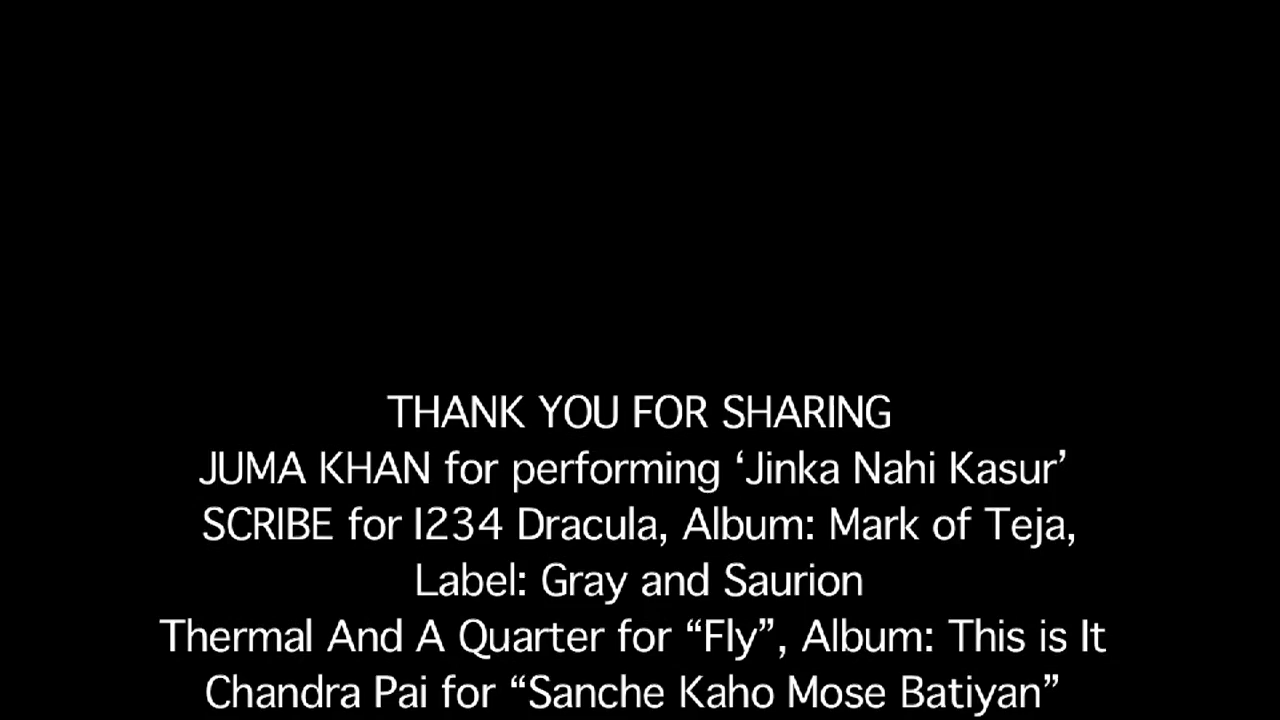 THANK YOU FOR SHARING
JUMA KHAN for performing ‘Jinka Nahi Kasur’
SCRIBE for I234 Dracula, Album: Mark of Teja,
Label: Gray and Saurion
Thermal And A Quarter for “Fly”, Album: This is It
Chandra Pai for “Sanche Kaho Mose Batiyan”